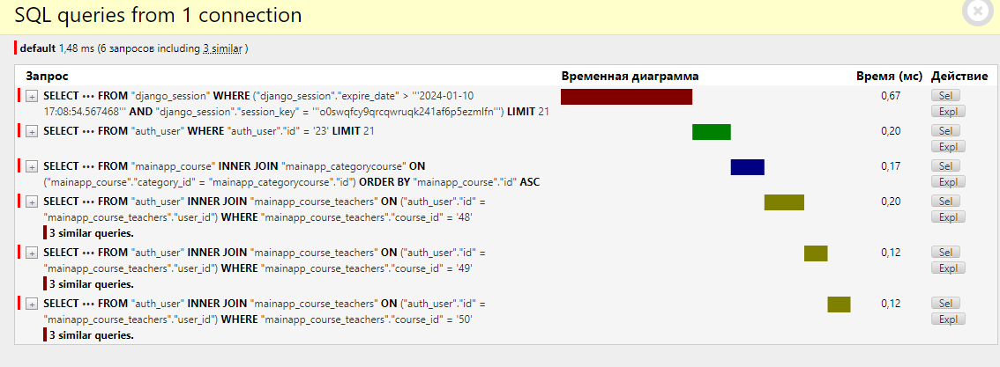 SQL queries from 1 connection
default 1,48 ms (6 запросов including 3 similar )
Запрос Временная диаграмма Время (мс) Действие
+ SELECT ••• FROM "django_session" WHERE ("django_session"."expire_date" > '''2024-01-10 0,67 Sel
17:08:54.567468''' AND "django_session"."session_key" = '''o0swqfcy9qrcqwruqk241af6p5ezmlfn''') LIMIT 21 Expl
+ SELECT ••• FROM "auth_user" WHERE "auth_user"."id" = '23' LIMIT 21 0,20 Sel
Expl
+ SELECT ••• FROM "mainapp_course" INNER JOIN "mainapp_categorycourse" ON 0,17 Sel
("mainapp_course"."category_id" = "mainapp_categorycourse"."id") ORDER BY "mainapp_course"."id" ASC Expl
+ SELECT ••• FROM "auth_user" INNER JOIN "mainapp_course_teachers" ON ("auth_user"."id" = 0,20 Sel
"mainapp_course_teachers"."user_id") WHERE "mainapp_course_teachers"."course_id" = '48' Expl
3 similar queries.
+ SELECT ••• FROM "auth_user" INNER JOIN "mainapp_course_teachers" ON ("auth_user"."id" = 0,12 Sel
"mainapp_course_teachers"."user_id") WHERE "mainapp_course_teachers"."course_id" = '49' Expl
3 similar queries.
+ SELECT ••• FROM "auth_user" INNER JOIN "mainapp_course_teachers" ON ("auth_user"."id" = 0,12 Sel
"mainapp_course_teachers"."user_id") WHERE "mainapp_course_teachers"."course_id" = '50' Expl
3 similar queries.